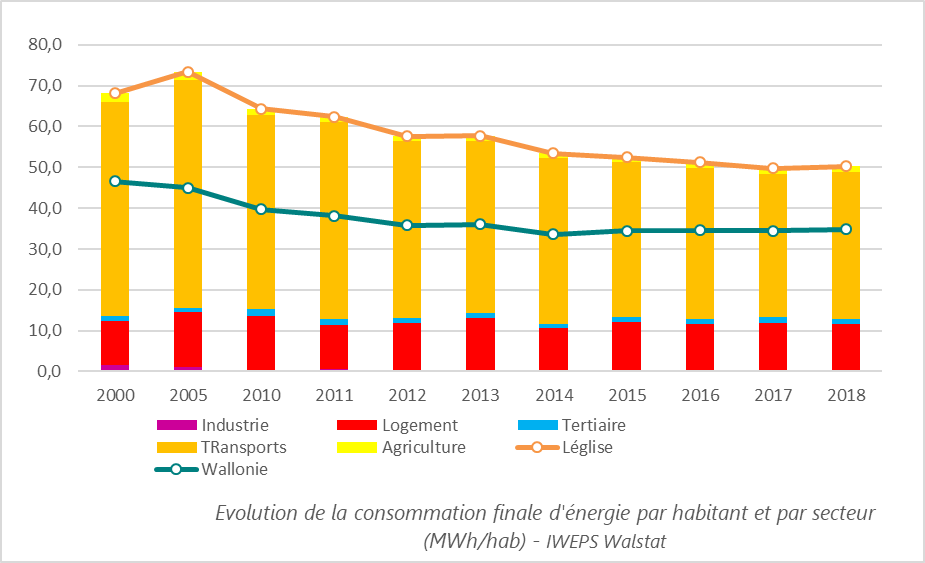 80,0
70,0
60,0
50,0
40,0
30,0
20,0
10,0
0,0
2000 2005 2010 2011 2012 2013 2014 2015 2016 2017 2018
Industrie Logement Tertiaire
TRansports Agriculture Léglise
Wallonie
Evolution de la consommation finale d'énergie par habitant et par secteur
(MWh/hab) - IWEPS Walstat